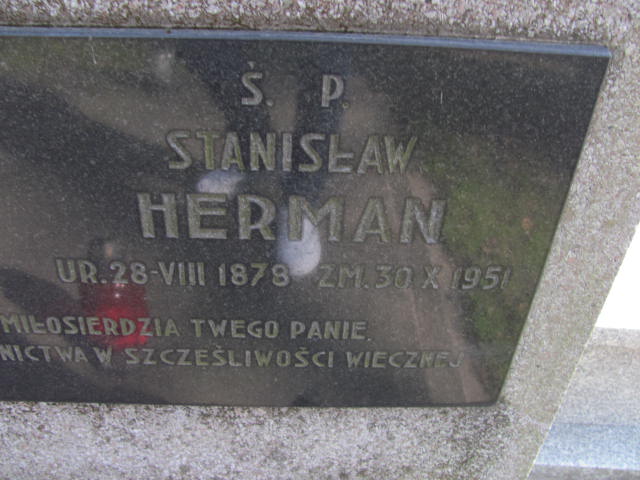 Ś. P.
STANISŁAW
HERMAN
UR. 28-VIII 1878 ZM. 30 X 1951
MIŁOSIERDZIA TWEGO PANIE.
NICTWA W SZCZĘŚLIWOŚCI WIECZNEJ